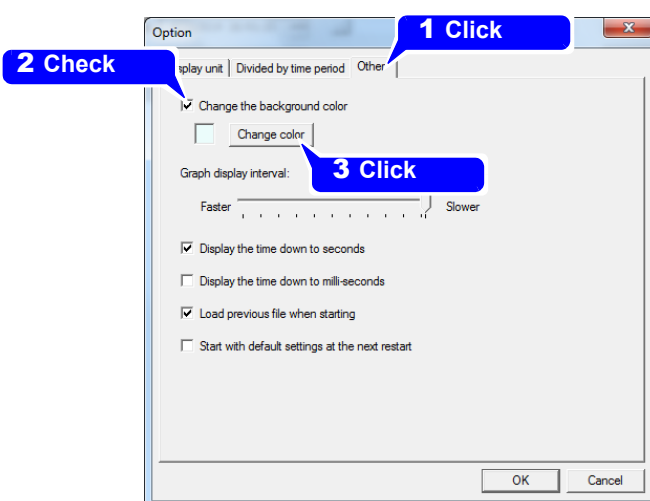 Option
1 Click
2 Check
play unit Divided by time period Other
Change the background color
Change color
3 Click
Graph display interval:
Faster Slower
Display the time down to seconds
Display the time down to milli-seconds
Load previous file when starting
Start with default settings at the next restart
OK Cancel